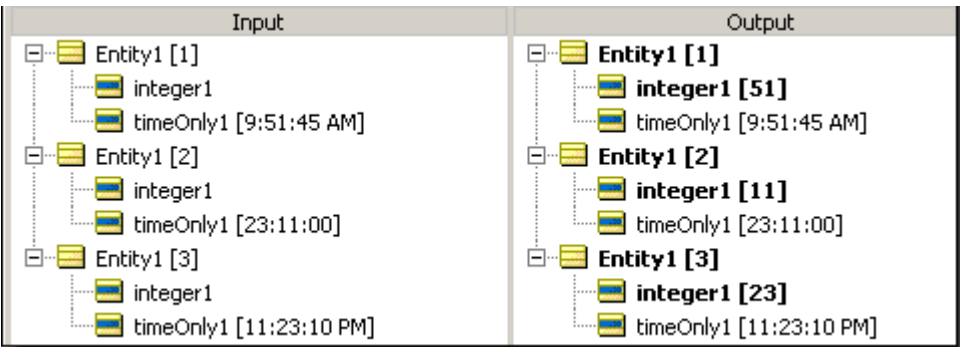 Input
Entity1 [1]
integer1
timeOnly1 [9:51:45 AM]
Entity1 [2]
integer1
timeOnly1 [23:11:00]
Entity1 [3]
integer1
timeOnly1 [11:23:10 PM]
Output
Entity1 [1]
integer1 [51]
timeOnly1 [9:51:45 AM]
Entity1 [2]
integer1 [11]
timeOnly1 [23:11:00]
Entity1 [3]
integer1 [23]
timeOnly1 [11:23:10 PM]